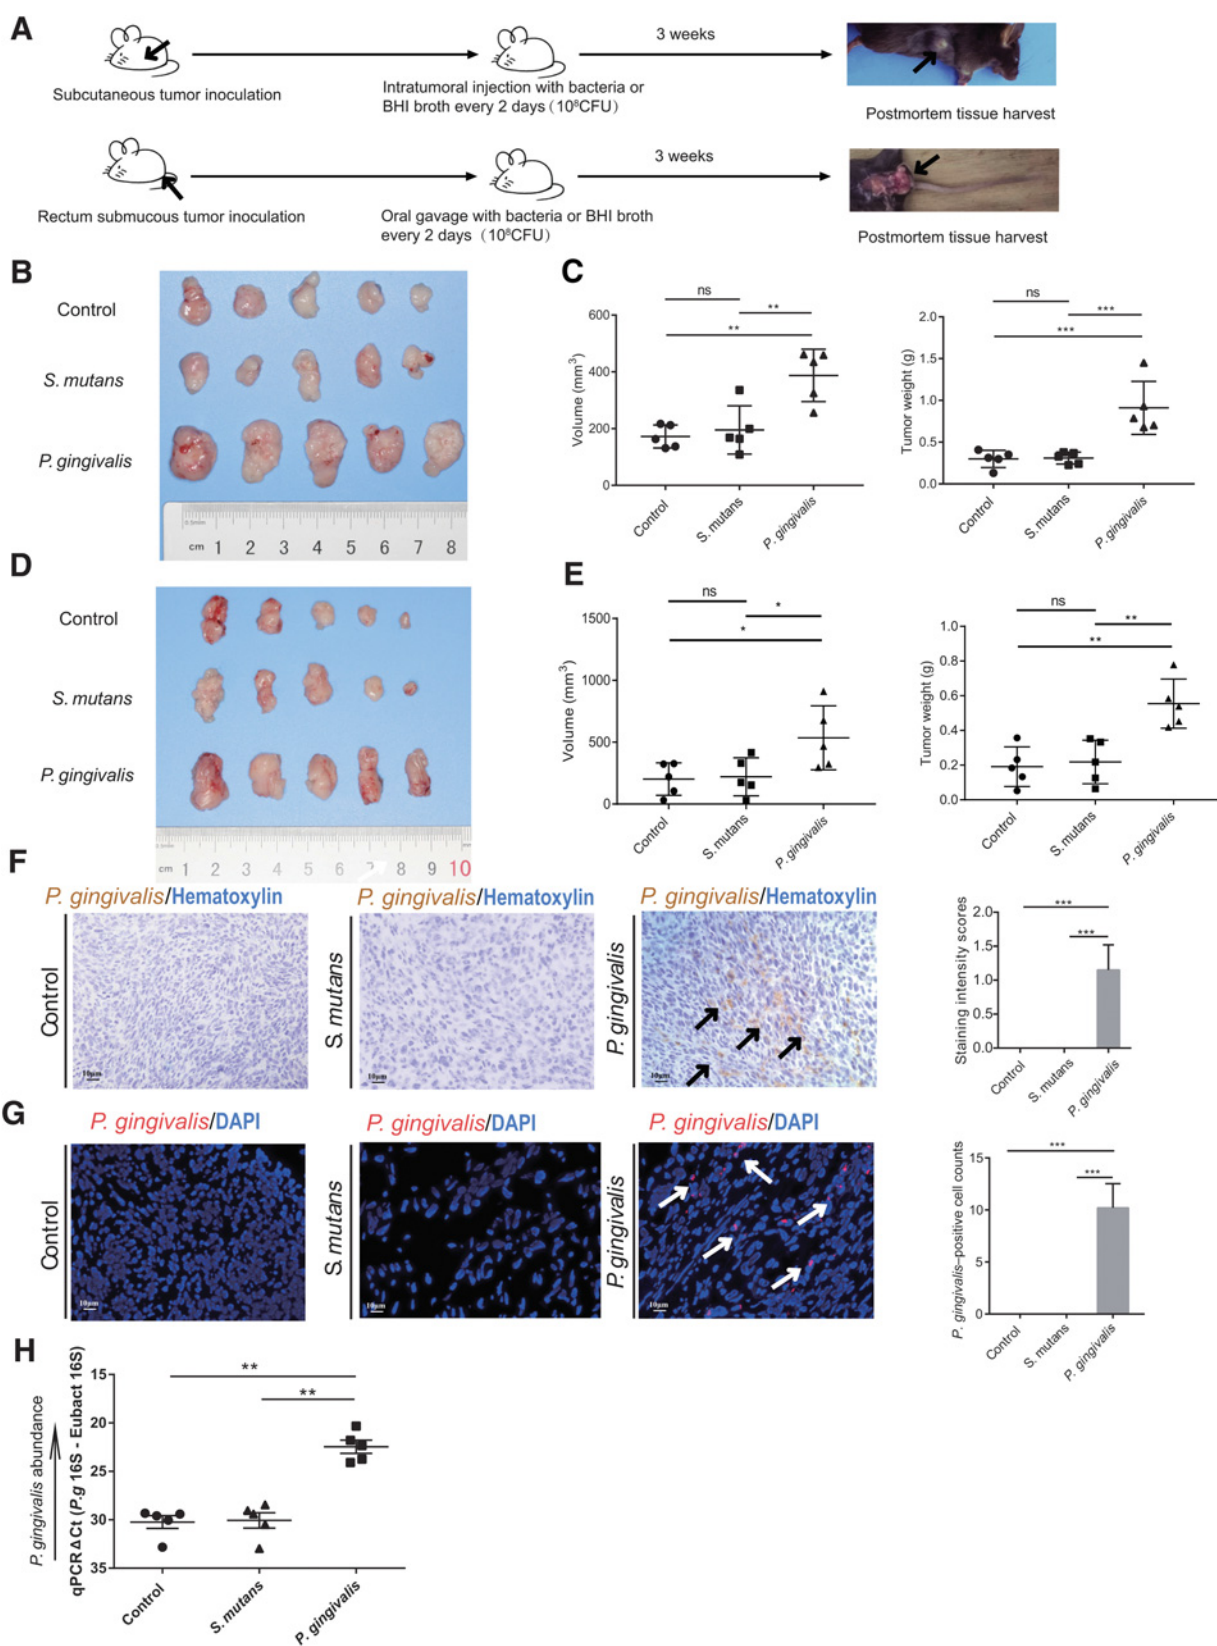 A
3 weeks
Subcutaneous tumor inoculation
Intratumoral injection with bacteria or
BHI broth every 2 days (10⁸CFU)
Postmortem tissue harvest
3 weeks
Rectum submucous tumor inoculation
Oral gavage with bacteria or BHI broth
every 2 days (10⁸CFU)
Postmortem tissue harvest
B
Control
S. mutans
P. gingivalis
0.5mm
cm 1 2 3 4 5 6 7 8
C
ns
**
**
600
400
200
0
Volume (mm³)
Control
S. mutans
P. gingivalis
ns
***
***
2.0
1.5
1.0
0.5
0.0
Tumor weight (g)
Control
S. mutans
P. gingivalis
D
Control
S. mutans
P. gingivalis
cm 1 2 3 4 5 6 7 8 9 10
E
ns
*
*
1500
1000
500
0
Volume (mm³)
Control
S. mutans
P. gingivalis
ns
**
**
1.0
0.8
0.6
0.4
0.2
0.0
Tumor weight (g)
Control
S. mutans
P. gingivalis
F
P. gingivalis/Hematoxylin
P. gingivalis/Hematoxylin
P. gingivalis/Hematoxylin
Control
S. mutans
P. gingivalis
10μm
10μm
10μm
***
***
2.0
1.5
1.0
0.5
0.0
Staining intensity scores
Control
S. mutans
P. gingivalis
G
P. gingivalis/DAPI
P. gingivalis/DAPI
P. gingivalis/DAPI
Control
S. mutans
P. gingivalis
10μm
10μm
10μm
***
***
15
10
5
0
P. gingivalis–positive cell counts
Control
S. mutans
P. gingivalis
H
**
**
15
20
25
30
35
P. gingivalis abundance
qPCRΔCt (P.g 16S - Eubact 16S)
Control
S. mutans
P. gingivalis